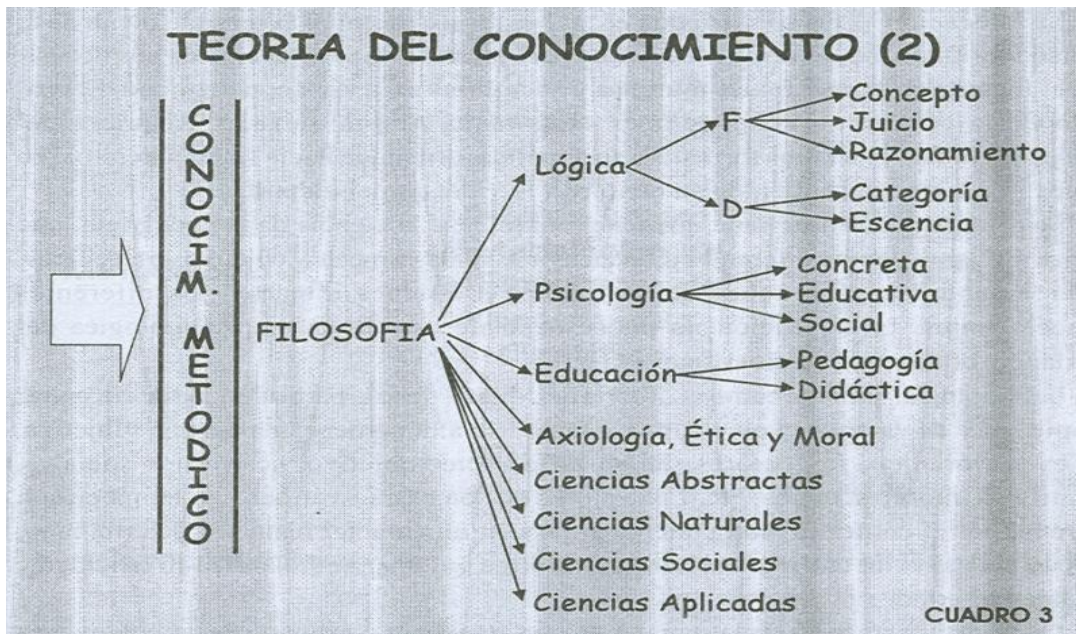 TEORIA DEL CONOCIMIENTO (2)
CONOCIM. METODICO
FILOSOFIA
Lógica
F
Concepto
Juicio
Razonamiento
D
Categoría
Escencia
Psicología
Concreta
Educativa
Social
Educación
Pedagogía
Didáctica
Axiología, Ética y Moral
Ciencias Abstractas
Ciencias Naturales
Ciencias Sociales
Ciencias Aplicadas
CUADRO 3